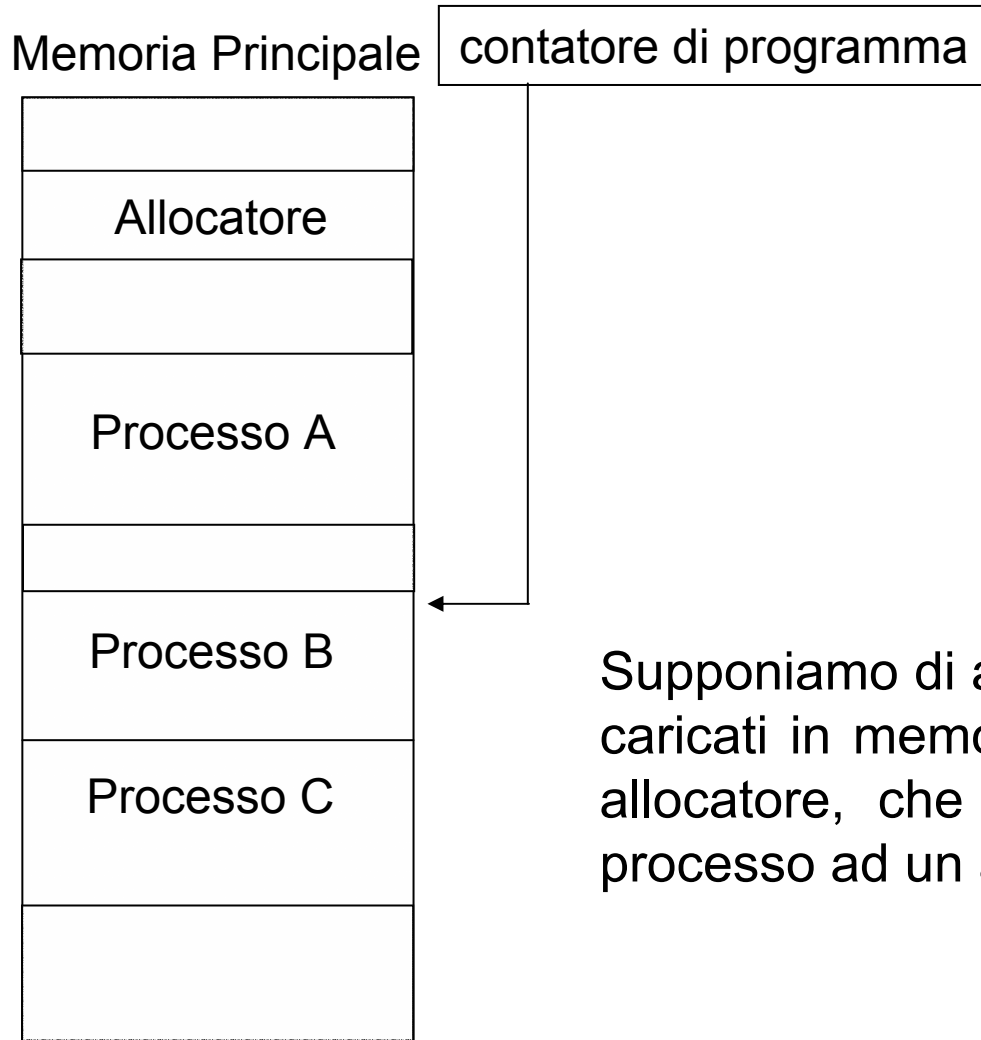 Memoria Principale
contatore di programma
Allocatore
Processo A
Processo B
Processo C
Supponiamo di
caricati in memo
allocatore, che
processo ad un